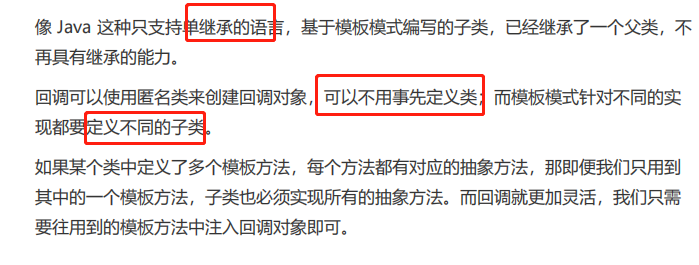 像 Java 这种只支持单继承的语言，基于模板模式编写的子类，已经继承了一个父类，不
再具有继承的能力。
回调可以使用匿名类来创建回调对象，可以不用事先定义类；而模板模式针对不同的实
现都要定义不同的子类。
如果某个类中定义了多个模板方法，每个方法都有对应的抽象方法，那即便我们只用到
其中的一个模板方法，子类也必须实现所有的抽象方法。而回调就更加灵活，我们只需
要往用到的模板方法中注入回调对象即可。